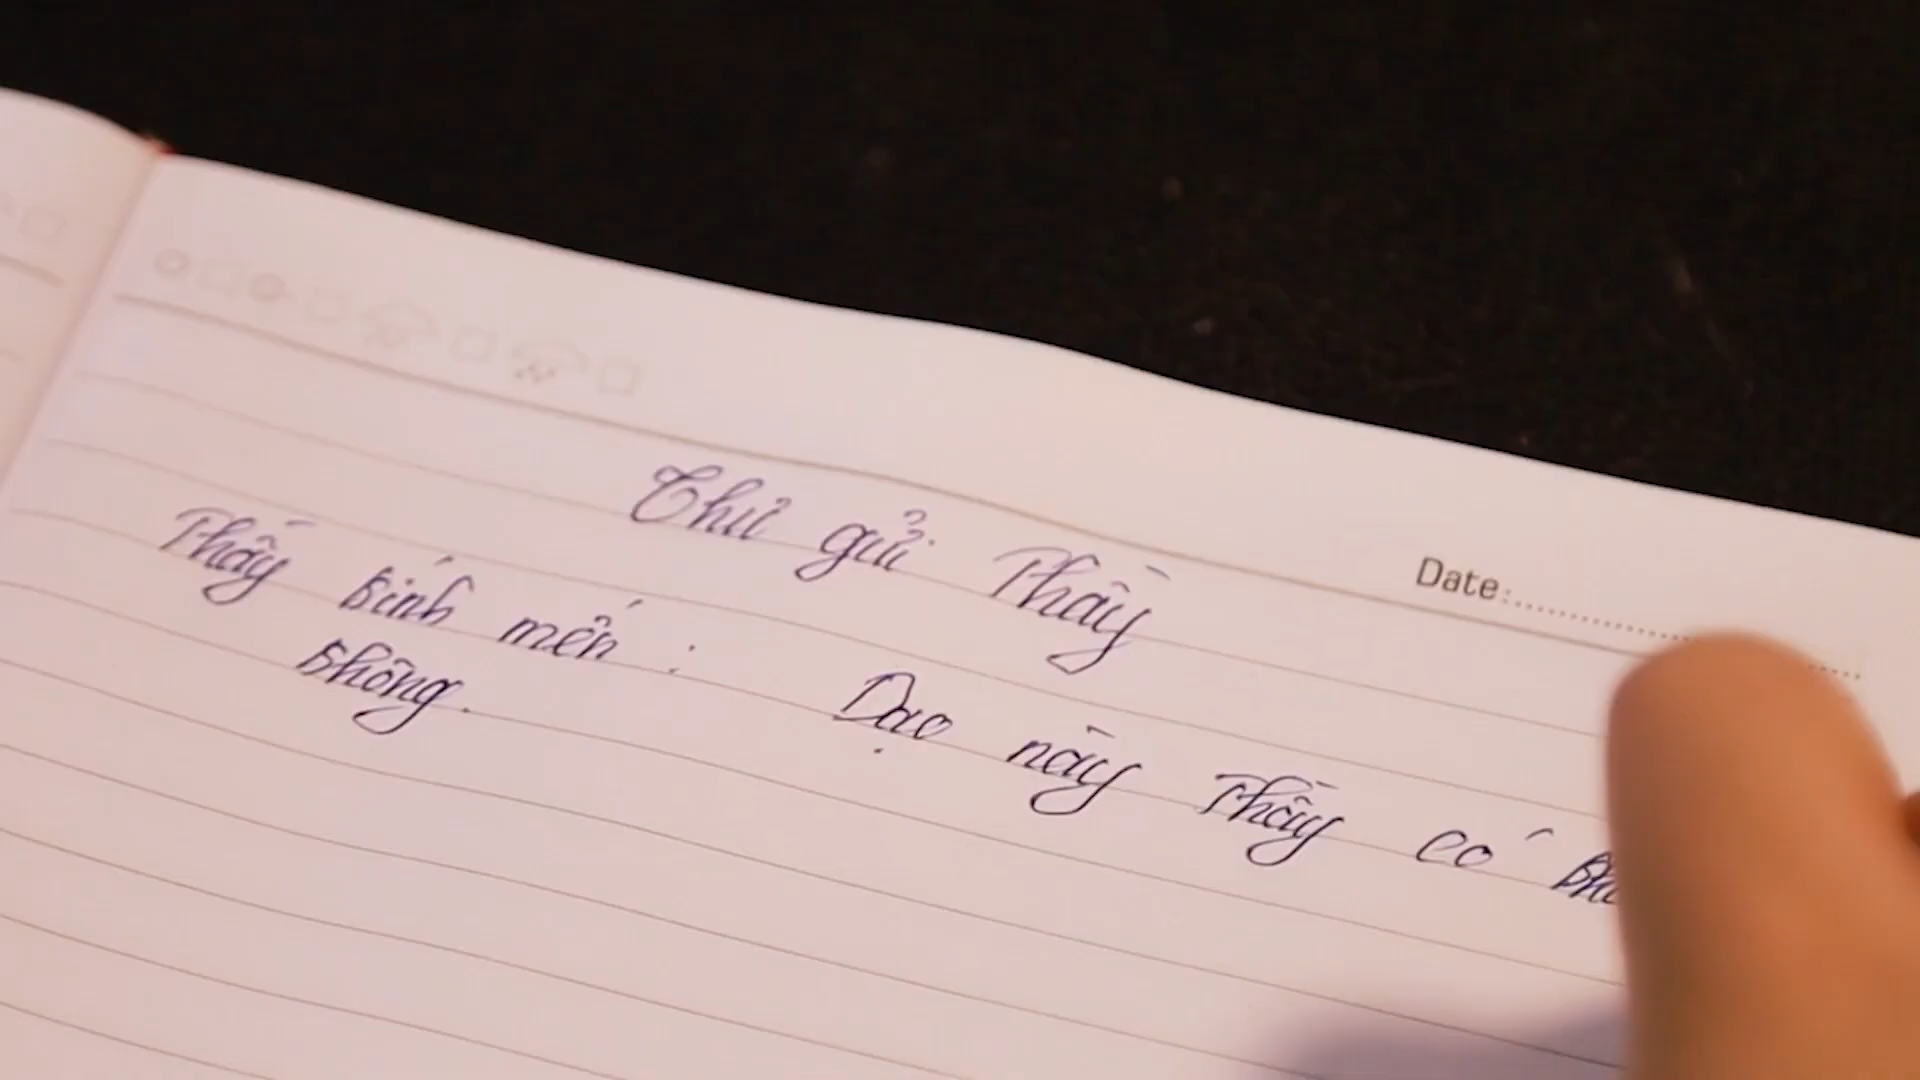 Thư gửi Thầy
Date:
Thầy kính mến : Dạo này Thầy có
không.